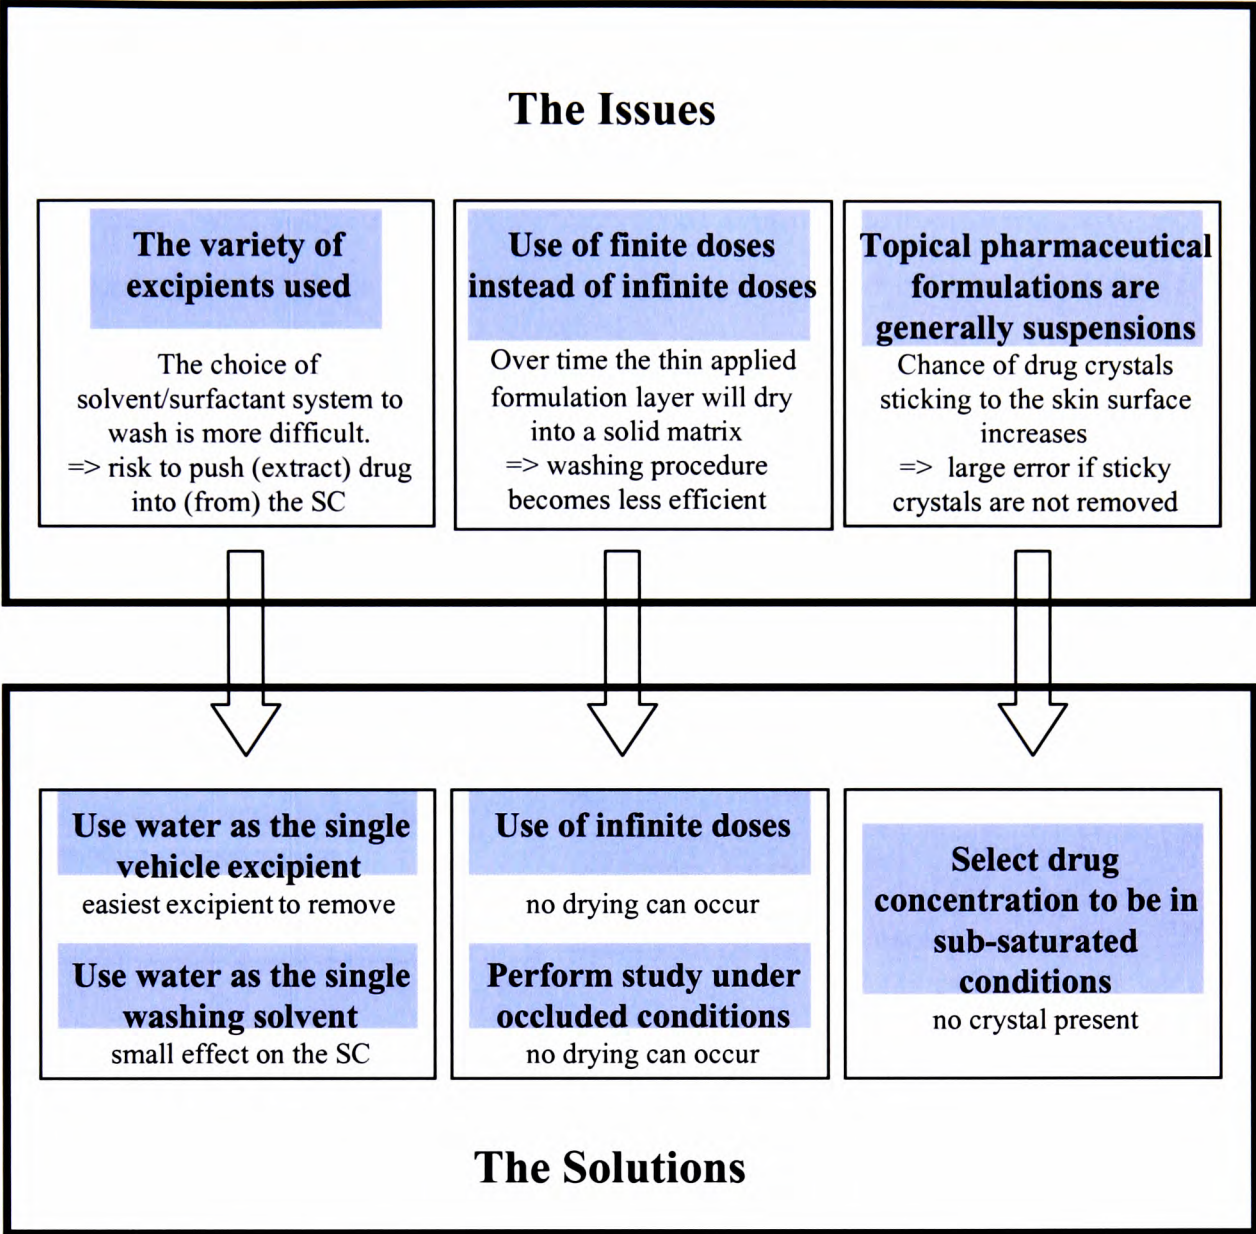 The Issues
The variety of
excipients used
The choice of
solvent/surfactant system to
wash is more difficult.
=> risk to push (extract) drug
into (from) the SC
Use of finite doses
instead of infinite doses
Over time the thin applied
formulation layer will dry
into a solid matrix
=> washing procedure
becomes less efficient
Topical pharmaceutical
formulations are
generally suspensions
Chance of drug crystals
sticking to the skin surface
increases
=> large error if sticky
crystals are not removed
Use water as the single
vehicle excipient
easiest excipient to remove
Use water as the single
washing solvent
small effect on the SC
Use of infinite doses
no drying can occur
Perform study under
occluded conditions
no drying can occur
Select drug
concentration to be in
sub-saturated
conditions
no crystal present
The Solutions